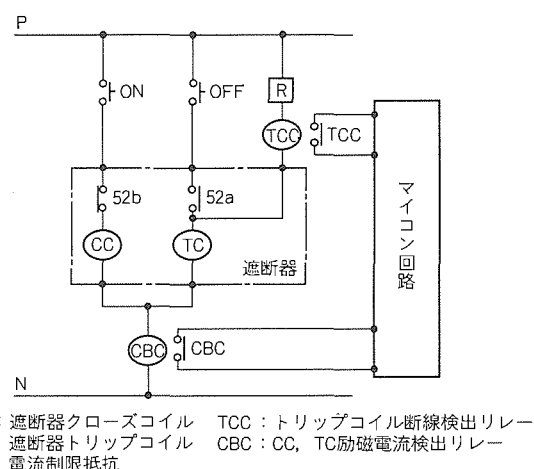 P
ON
OFF
R
TCC
TCC
52b
52a
CC
TC
遮断器
マイコン回路
CBC
CBC
N
: 遮断器クローズコイル TCC:トリップコイル断線検出リレー
遮断器トリップコイル CBC:CC, TC励磁電流検出リレー
電流制限抵抗